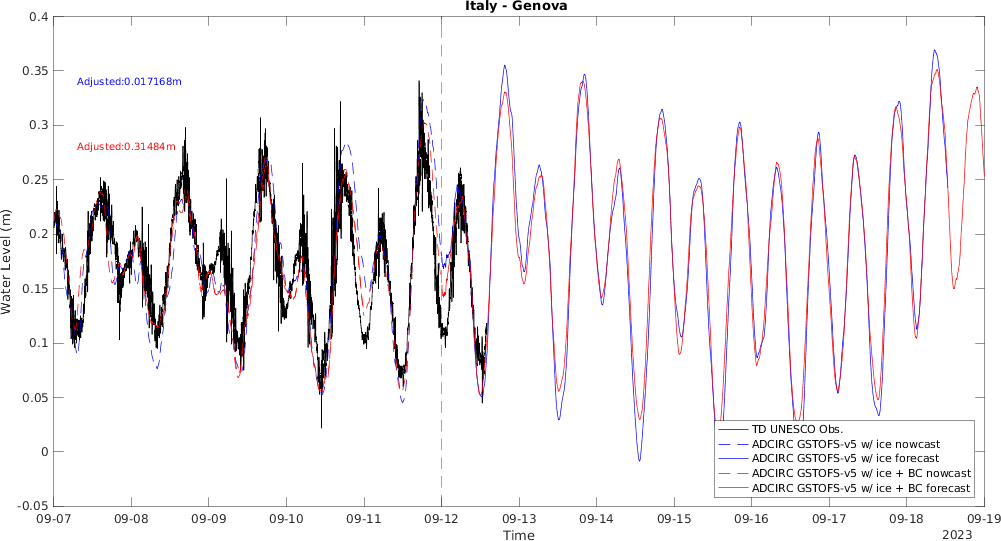 Italy - Genova
0.4
0.35
0.3
0.25
0.2
0.15
0.1
0.05
0
-0.05
Water Level (m)
Adjusted:0.017168m
Adjusted:0.31484m
TD UNESCO Obs.
ADCIRC GSTOFS-v5 w/ ice nowcast
ADCIRC GSTOFS-v5 w/ ice forecast
ADCIRC GSTOFS-v5 w/ ice + BC nowcast
ADCIRC GSTOFS-v5 w/ ice + BC forecast
09-07 09-08 09-09 09-10 09-11 09-12 09-13 09-14 09-15 09-16 09-17 09-18 09-19
Time
2023